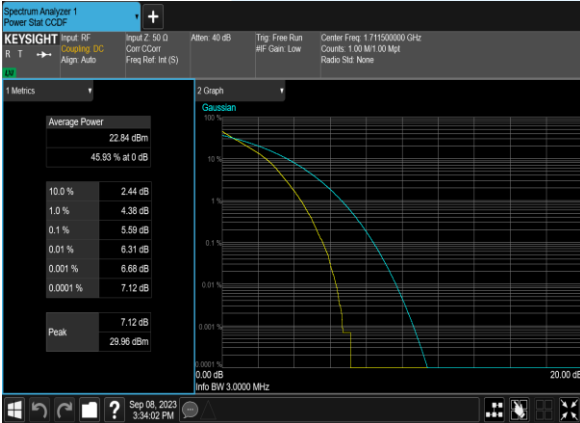 Spectrum Analyzer 1
Power Stat CCDF
+
KEYSIGHT Input: RF Input Z: 50 Ω Atten: 40 dB Trig: Free Run Center Freq: 1.711500000 GHz
R T Coupling: DC Corr CCorr #IF Gain: Low Counts: 1.00 M/1.00 Mpt
Align: Auto Freq Ref: Int (S) Radio Std: None
1 Metrics
2 Graph
Average Power
22.84 dBm
45.93 % at 0 dB
10.0 % 2.44 dB
1.0 % 4.38 dB
0.1 % 5.59 dB
0.01 % 6.31 dB
0.001 % 6.68 dB
0.0001 % 7.12 dB
Peak 7.12 dB
29.96 dBm
Gaussian
100 %
10 %
1 %
0.1 %
0.01 %
0.001 %
0.0001 %
0.00 dB 20.00 dB
Info BW 3.0000 MHz
? Sep 08, 2023
3:34:02 PM